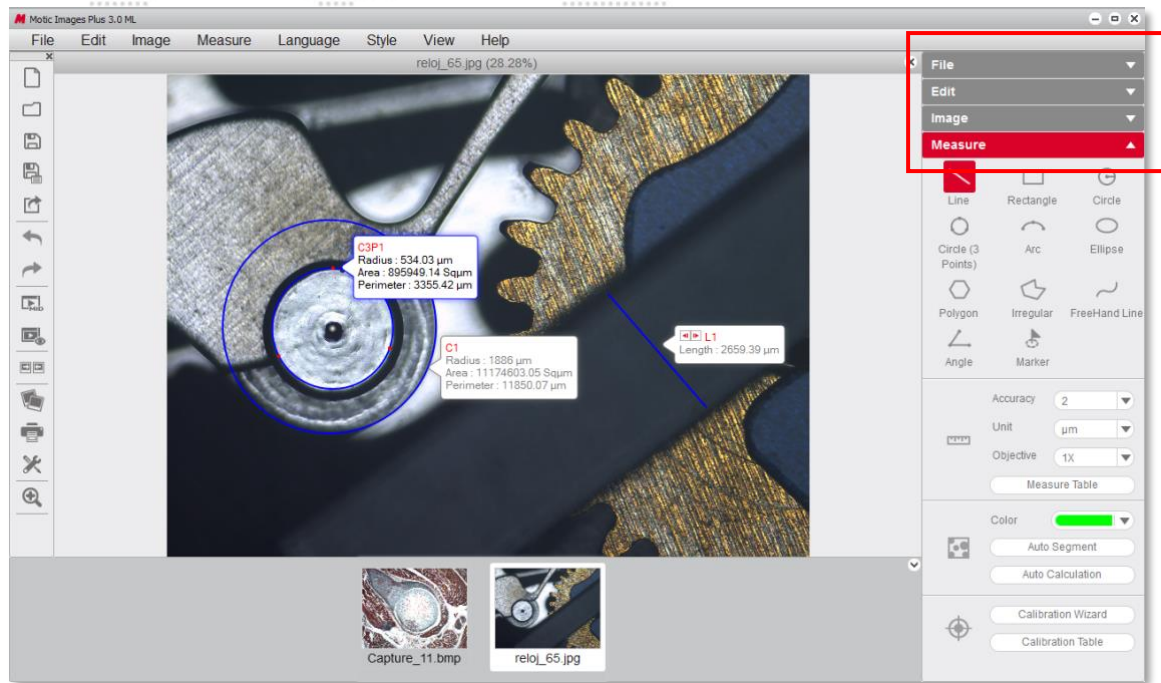 Motic Images Plus 3.0 ML
File Edit Image Measure Language Style View Help
reloj_65.jpg (28.28%)
C3P1
Radius : 534.03 µm
Area : 895949.14 Squm
Perimeter : 3355.42 µm
C1
Radius : 1886 µm
Area : 11174603.05 Squm
Perimeter : 11850.07 µm
L1
Length : 2659.39 µm
Capture_11.bmp reloj_65.jpg
File
Edit
Image
Measure
Line Rectangle Circle
Circle (3
Points)
Arc Ellipse
Polygon Irregular FreeHand Line
Angle Marker
Accuracy 2
Unit µm
Objective 1X
Measure Table
Color
Auto Segment
Auto Calculation
Calibration Wizard
Calibration Table